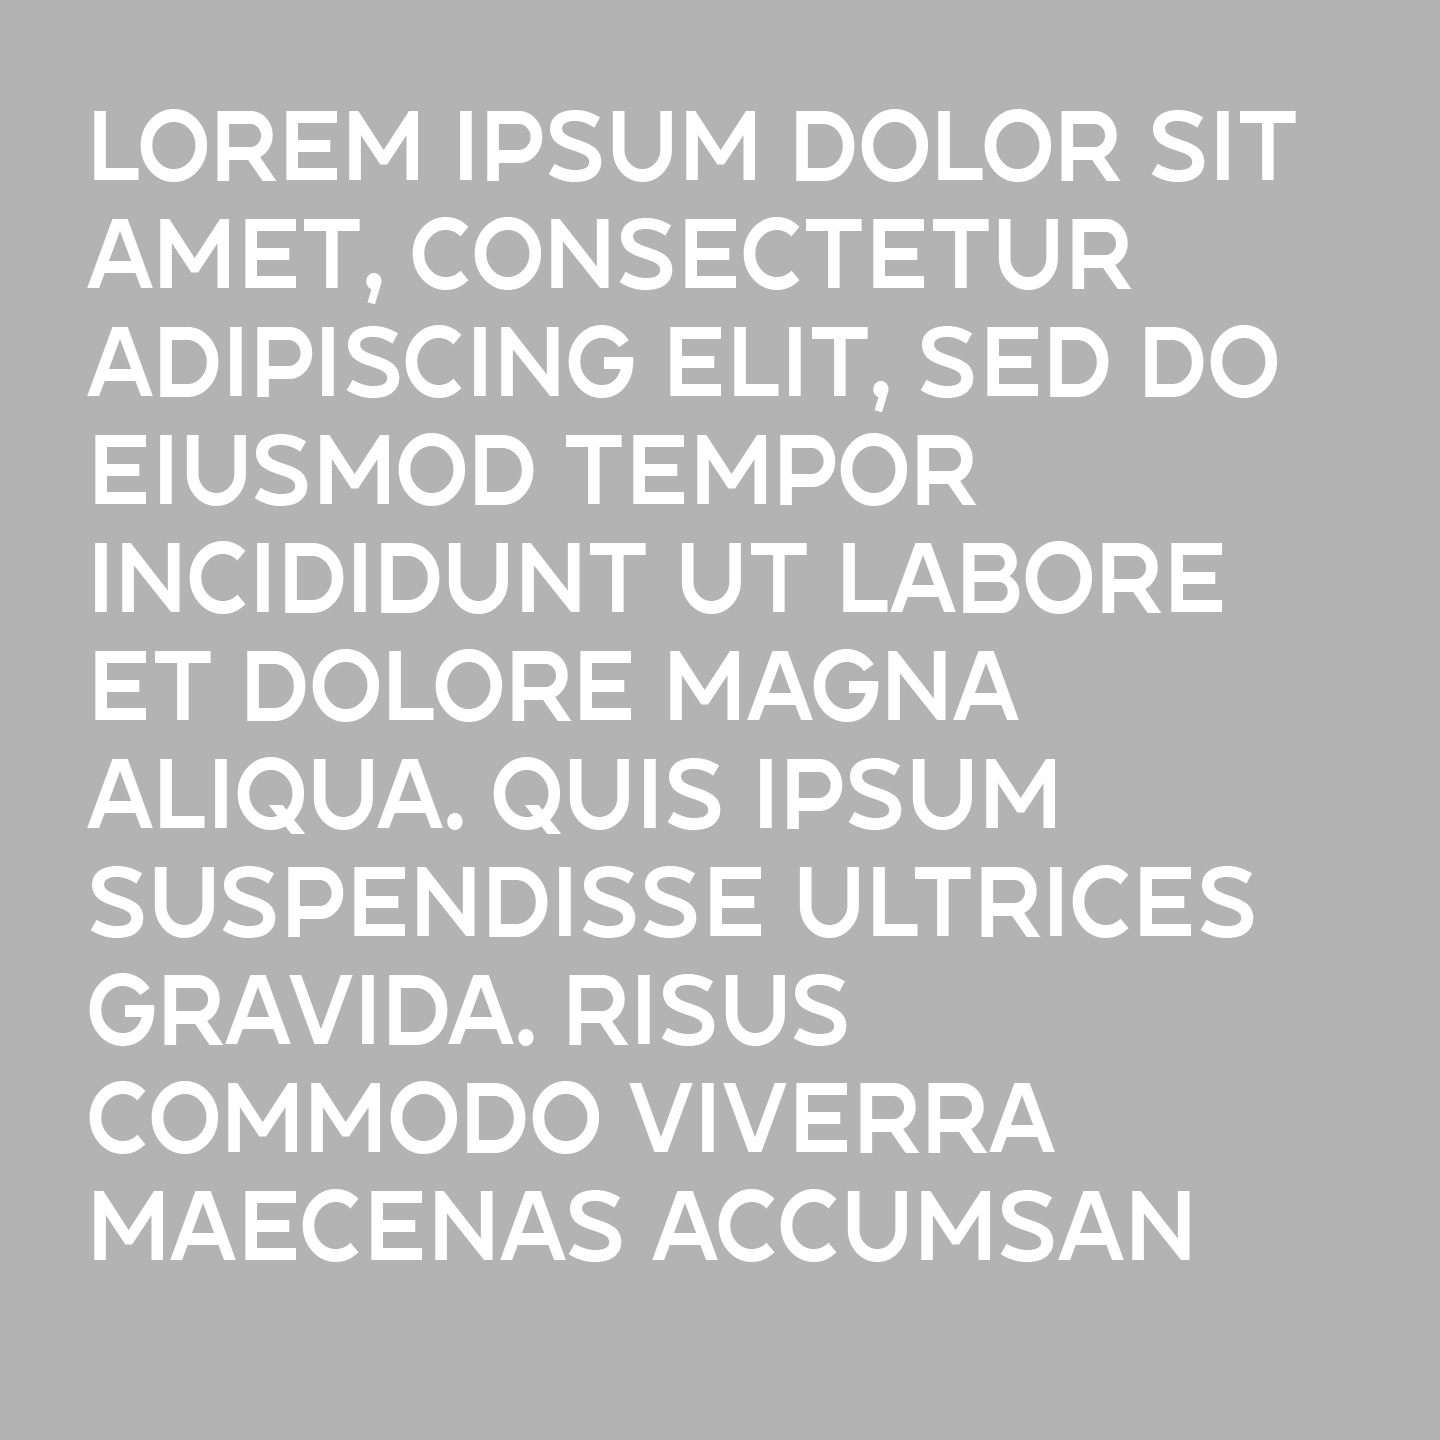 LOREM IPSUM DOLOR SIT
AMET, CONSECTETUR
ADIPISCING ELIT, SED DO
EIUSMOD TEMPOR
INCIDIDUNT UT LABORE
ET DOLORE MAGNA
ALIQUA. QUIS IPSUM
SUSPENDISSE ULTRICES
GRAVIDA. RISUS
COMMODO VIVERRA
MAECENAS ACCUMSAN